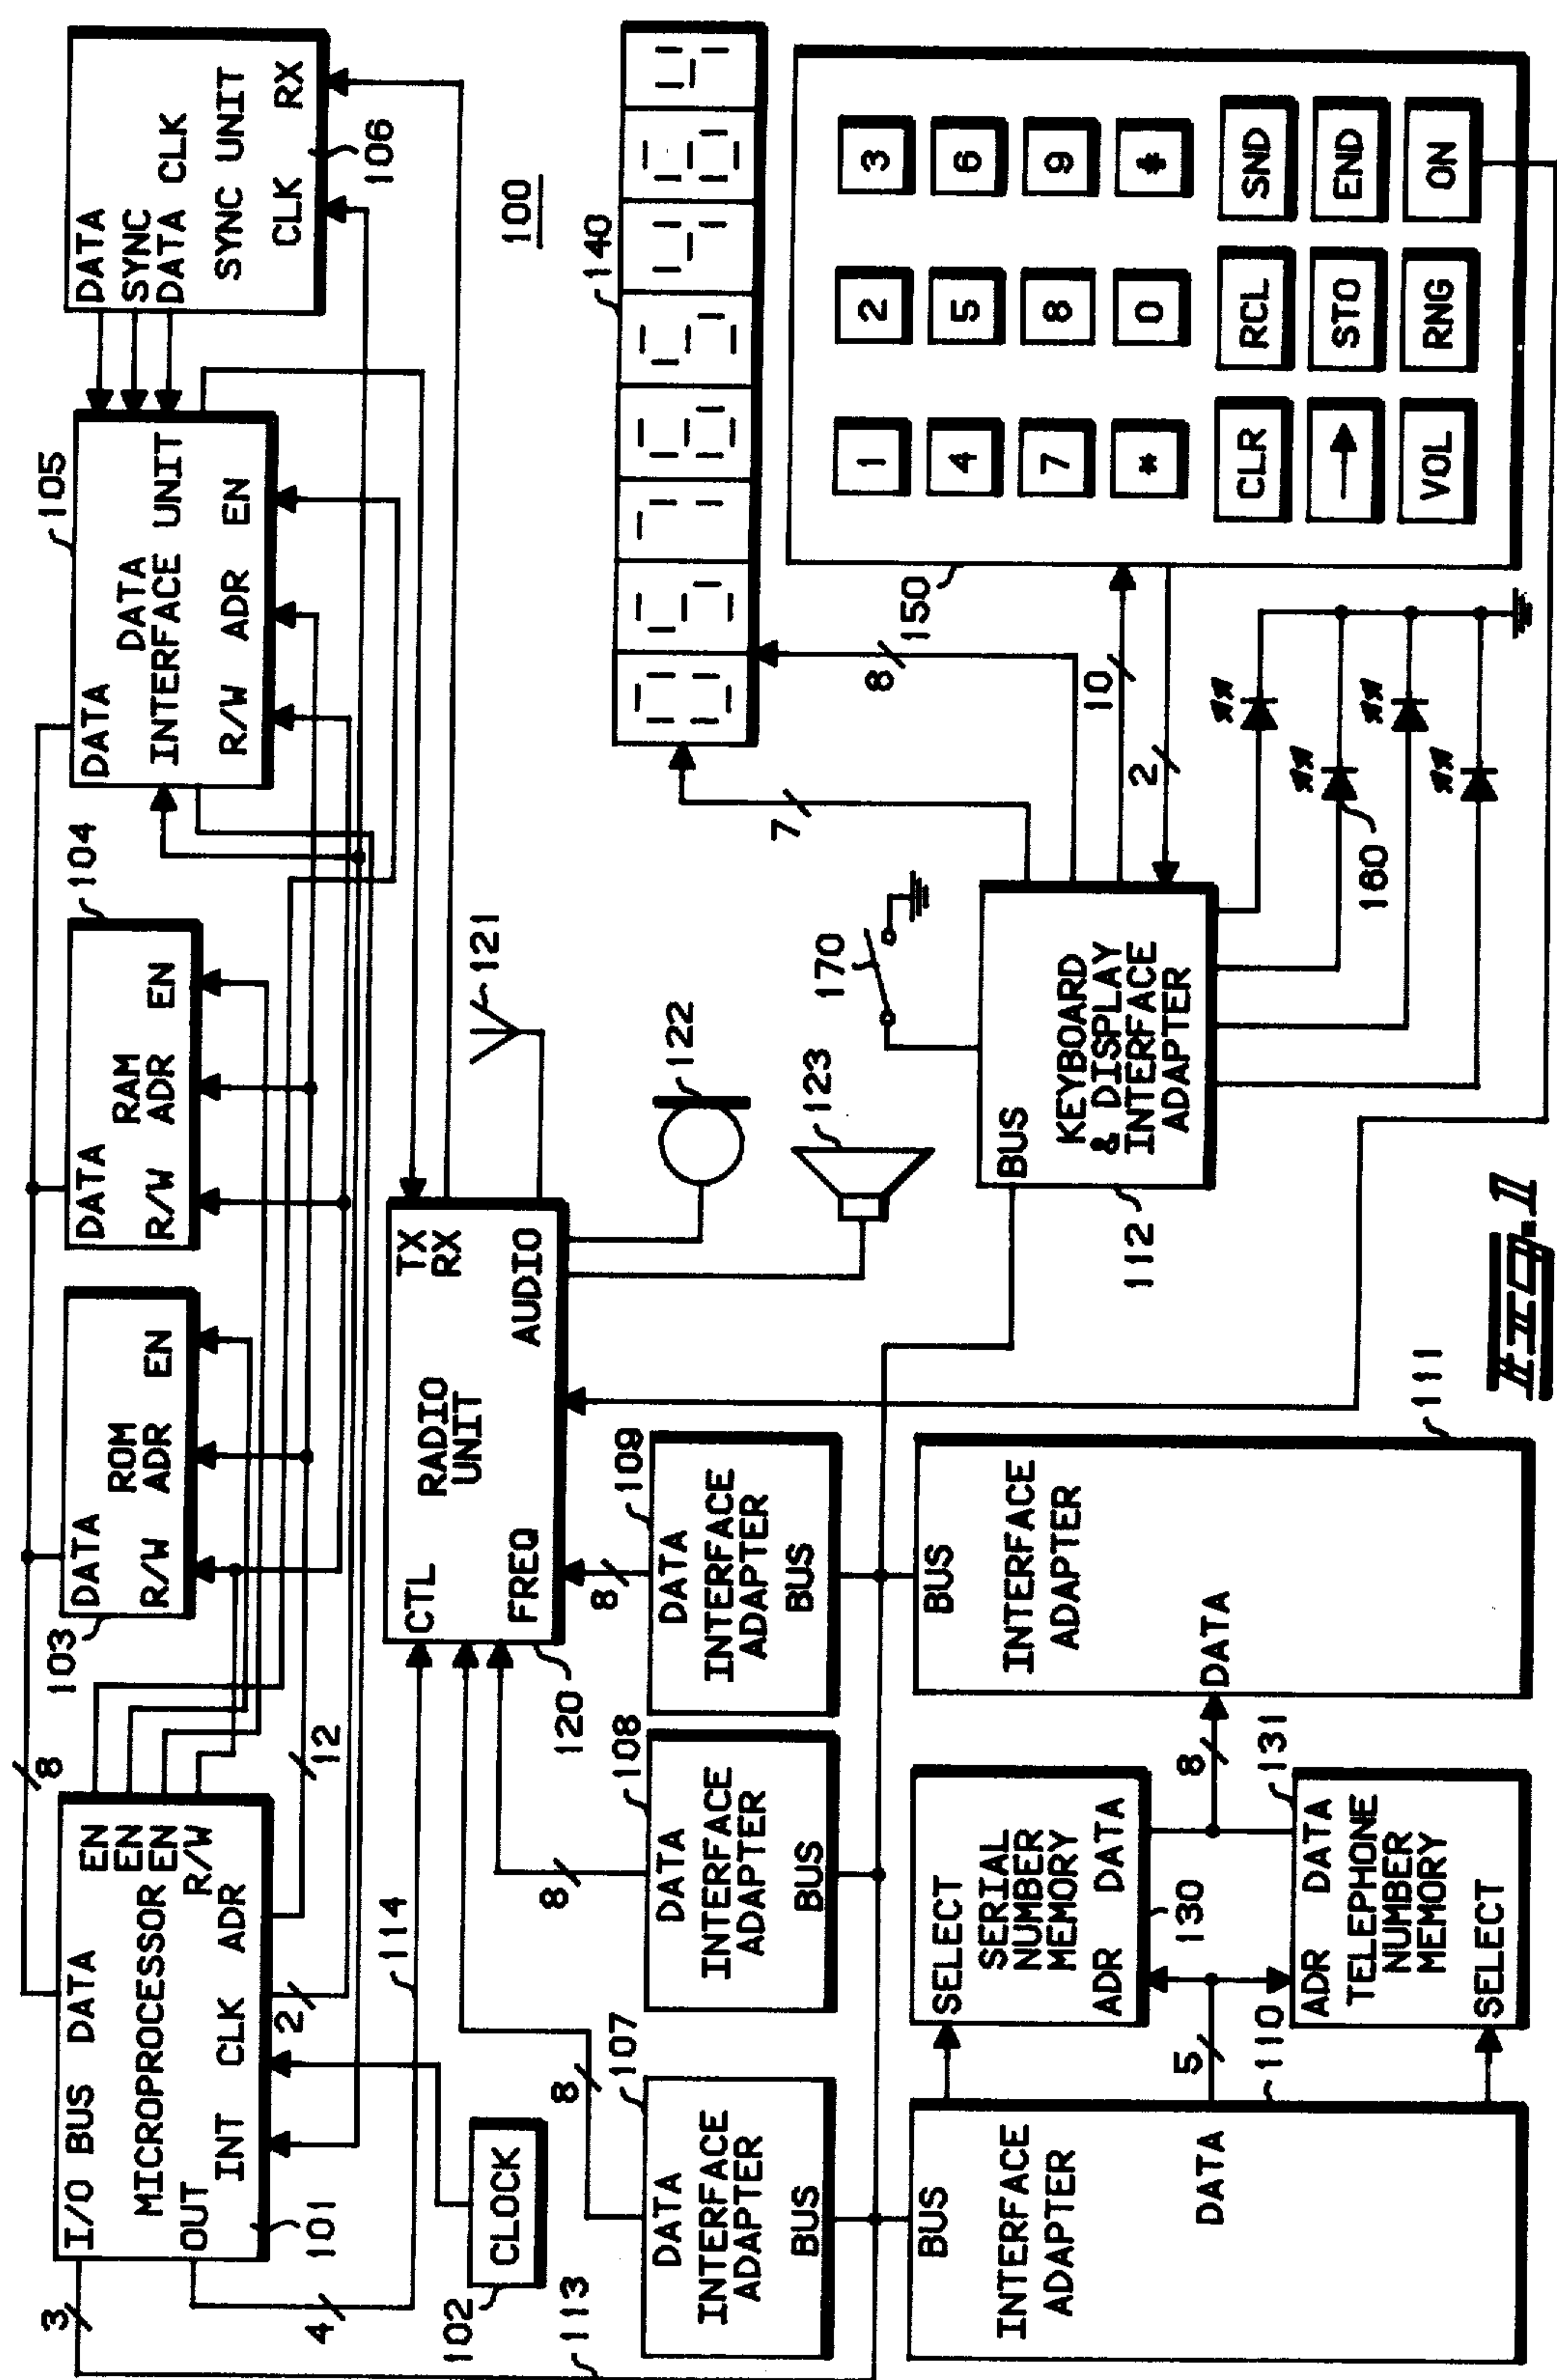 3
8
I/O BUS DATA
EN
EN
MICROPROCESSOR EN
R/W
OUT
INT CLK ADR
101
4
2
12
DATA
ROM
R/W ADR EN
103
DATA
RAM
R/W ADR EN
104
DATA
DATA
INTERFACE UNIT
R/W ADR EN
105
DATA
SYNC
DATA CLK
SYNC UNIT
CLK RX
106
CLOCK
102
113
114
CTL
TX
RX
RADIO
UNIT
FREQ
AUDIO
120
121
122
123
100
8
DATA
INTERFACE
ADAPTER
BUS
107
8
DATA
INTERFACE
ADAPTER
BUS
108
8
DATA
INTERFACE
ADAPTER
BUS
109
140
7
8
150
10
2
1
2
3
4
5
6
7
8
9
*
0
#
CLR
RCL
SND
STO
END
VOL
RNG
ON
170
BUS
KEYBOARD
& DISPLAY
INTERFACE
ADAPTER
112
160
BUS
INTERFACE
ADAPTER
DATA
110
5
SELECT
SERIAL
NUMBER
MEMORY
ADR DATA
130
8
ADR DATA
TELEPHONE
NUMBER
MEMORY
SELECT
131
BUS
INTERFACE
ADAPTER
DATA
111
FIG. 1